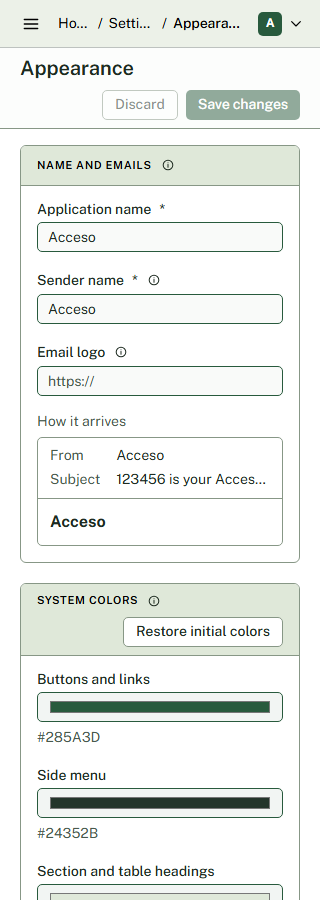 Ho... / Setti... / Appeara... A
Appearance
Discard Save changes
NAME AND EMAILS
Application name *
Acceso
Sender name *
Acceso
Email logo
https://
How it arrives
From Acceso
Subject 123456 is your Acces...
Acceso
SYSTEM COLORS
Restore initial colors
Buttons and links
#285A3D
Side menu
#24352B
Section and table headings